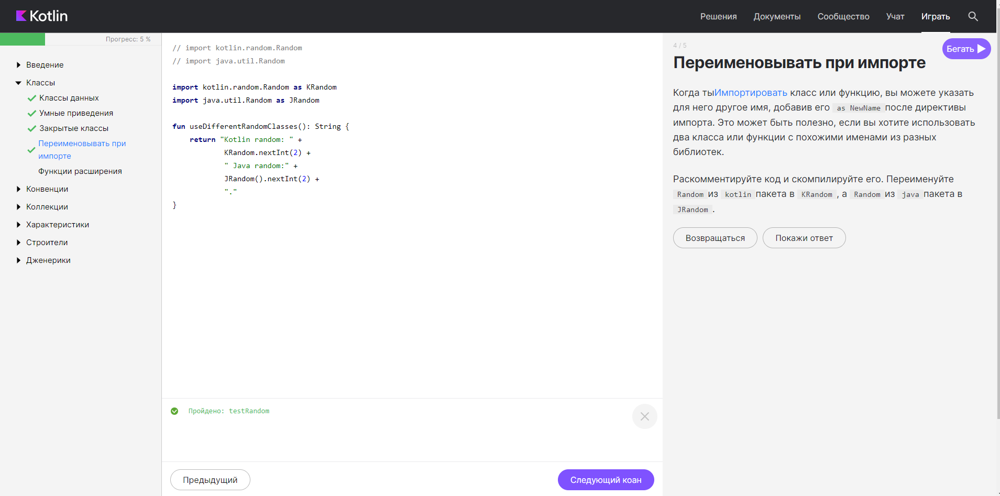 Kotlin
Решения
Документы
Сообщество
Учат
Играть
Прогресс: 5 %
Введение
Классы
Классы данных
Умные приведения
Закрытые классы
Переименовывать при
импорте
Функции расширения
Конвенции
Коллекции
Характеристики
Строители
Дженерики
// import kotlin.random.Random
// import java.util.Random
import kotlin.random.Random as KRandom
import java.util.Random as JRandom
fun useDifferentRandomClasses(): String {
    return "Kotlin random: " +
            KRandom.nextInt(2) +
            " Java random:" +
            JRandom().nextInt(2) +
            "."
}
Пройдено: testRandom
Предыдущий
Следующий коан
4 / 5
Бегать
Переименовывать при импорте
Когда тыИмпортировать класс или функцию, вы можете указать
для него другое имя, добавив его as NewName после директивы
импорта. Это может быть полезно, если вы хотите использовать
два класса или функции с похожими именами из разных
библиотек.
Раскомментируйте код и скомпилируйте его. Переименуйте
Random из kotlin пакета в KRandom , а Random из java пакета в
JRandom .
Возвращаться
Покажи ответ